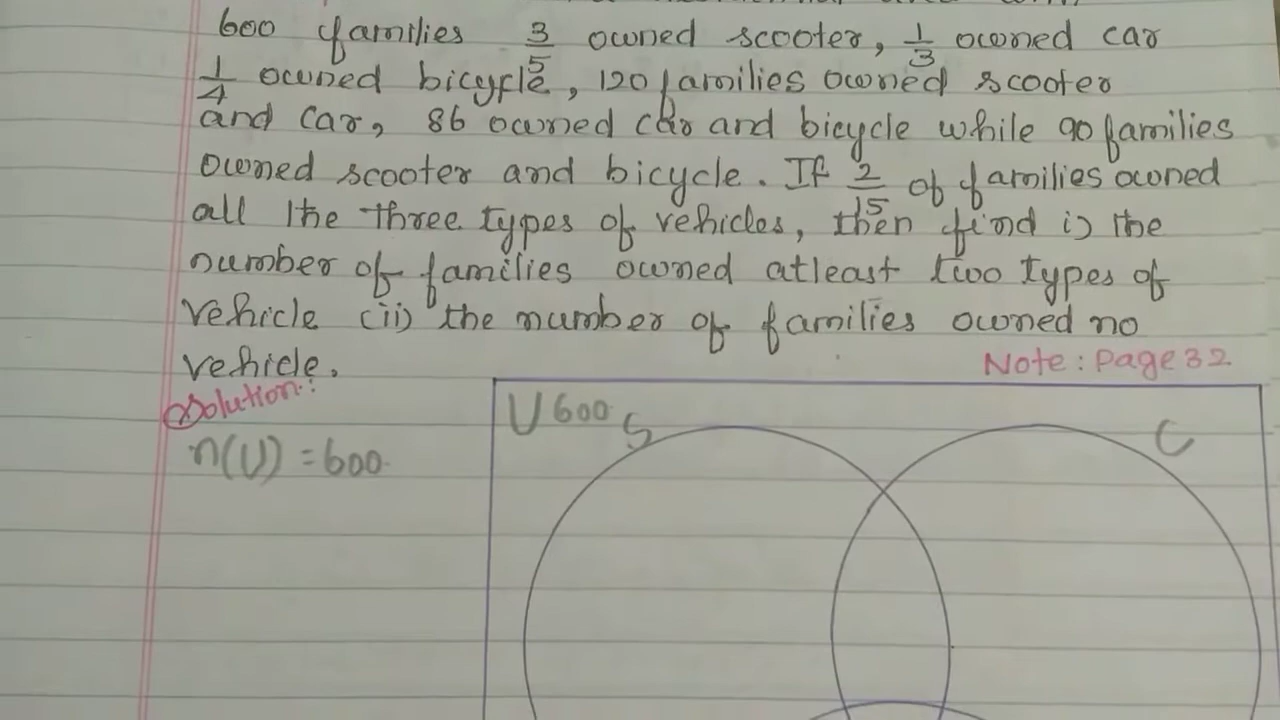 600 families 3/5 owned scooter, 1/3 owned car
1/4 owned bicycle, 120 families owned scooter
and car, 86 owned car and bicycle while 90 families
owned scooter and bicycle. If 2/15 of families owned
all the three types of vehicles, then find i) the
number of families owned atleast two types of
vehicle (ii) the number of families owned no
vehicle.
Note: Page 32
Solution:
n(U) = 600
U 600 S C